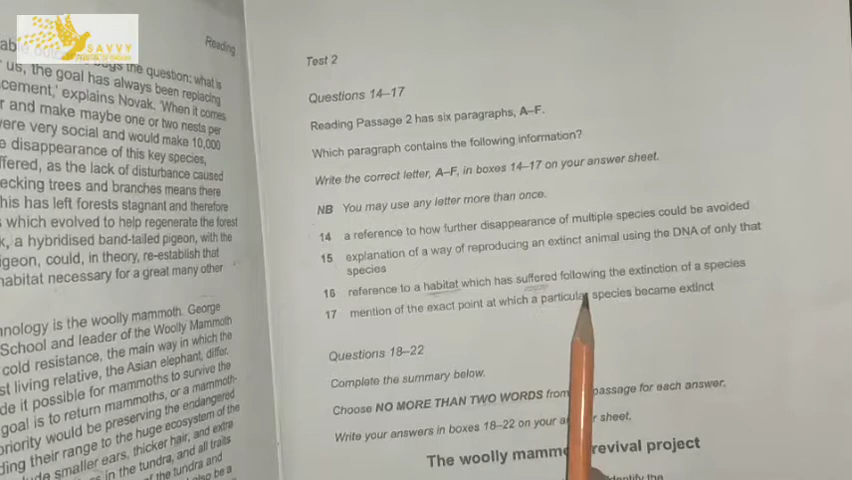 SAVVY
Reading
the question: what is
us, the goal has always been replacing
cement,' explains Novak. 'When it comes
r and make maybe one or two nests per
were very social and would make 10,000
e disappearance of this key species,
ffered, as the lack of disturbance caused
ecking trees and branches means there
his has left forests stagnant and therefore
s which evolved to help regenerate the forest
k, a hybridised band-tailed pigeon, with the
igeon, could, in theory, re-establish that
habitat necessary for a great many other
nology is the woolly mammoth. George
School and leader of the Woolly Mammoth
cold resistance, the main way in which the
st living relative, the Asian elephant, differ.
de it possible for mammoths to survive the
goal is to return mammoths, or a mammoth-
priority would be preserving the endangered
ding their range to the huge ecosystem of the
lude smaller ears, thicker hair, and extra
s in the tundra, and all traits
of the tundra and
also be a
Test 2
Questions 14–17
Reading Passage 2 has six paragraphs, A–F.
Which paragraph contains the following information?
Write the correct letter, A–F, in boxes 14–17 on your answer sheet.
NB You may use any letter more than once.
14 a reference to how further disappearance of multiple species could be avoided
15 explanation of a way of reproducing an extinct animal using the DNA of only that
species
16 reference to a habitat which has suffered following the extinction of a species
17 mention of the exact point at which a particular species became extinct
Questions 18–22
Complete the summary below.
Choose NO MORE THAN TWO WORDS from passage for each answer.
Write your answers in boxes 18–22 on your sheet.
The woolly mammo revival project
identify the